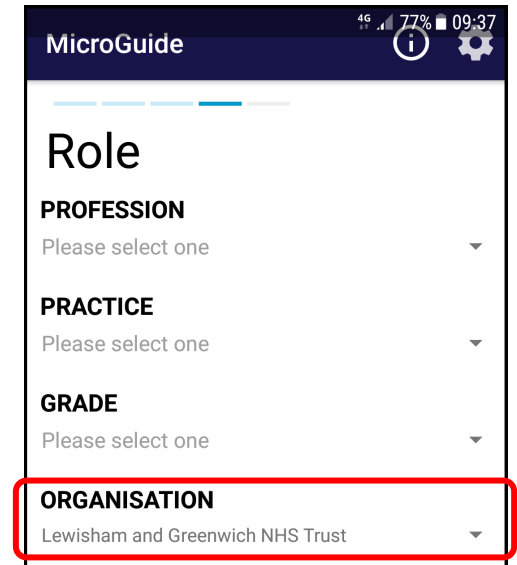 4G 77% 09:37
MicroGuide
Role
PROFESSION
Please select one
PRACTICE
Please select one
GRADE
Please select one
ORGANISATION
Lewisham and Greenwich NHS Trust